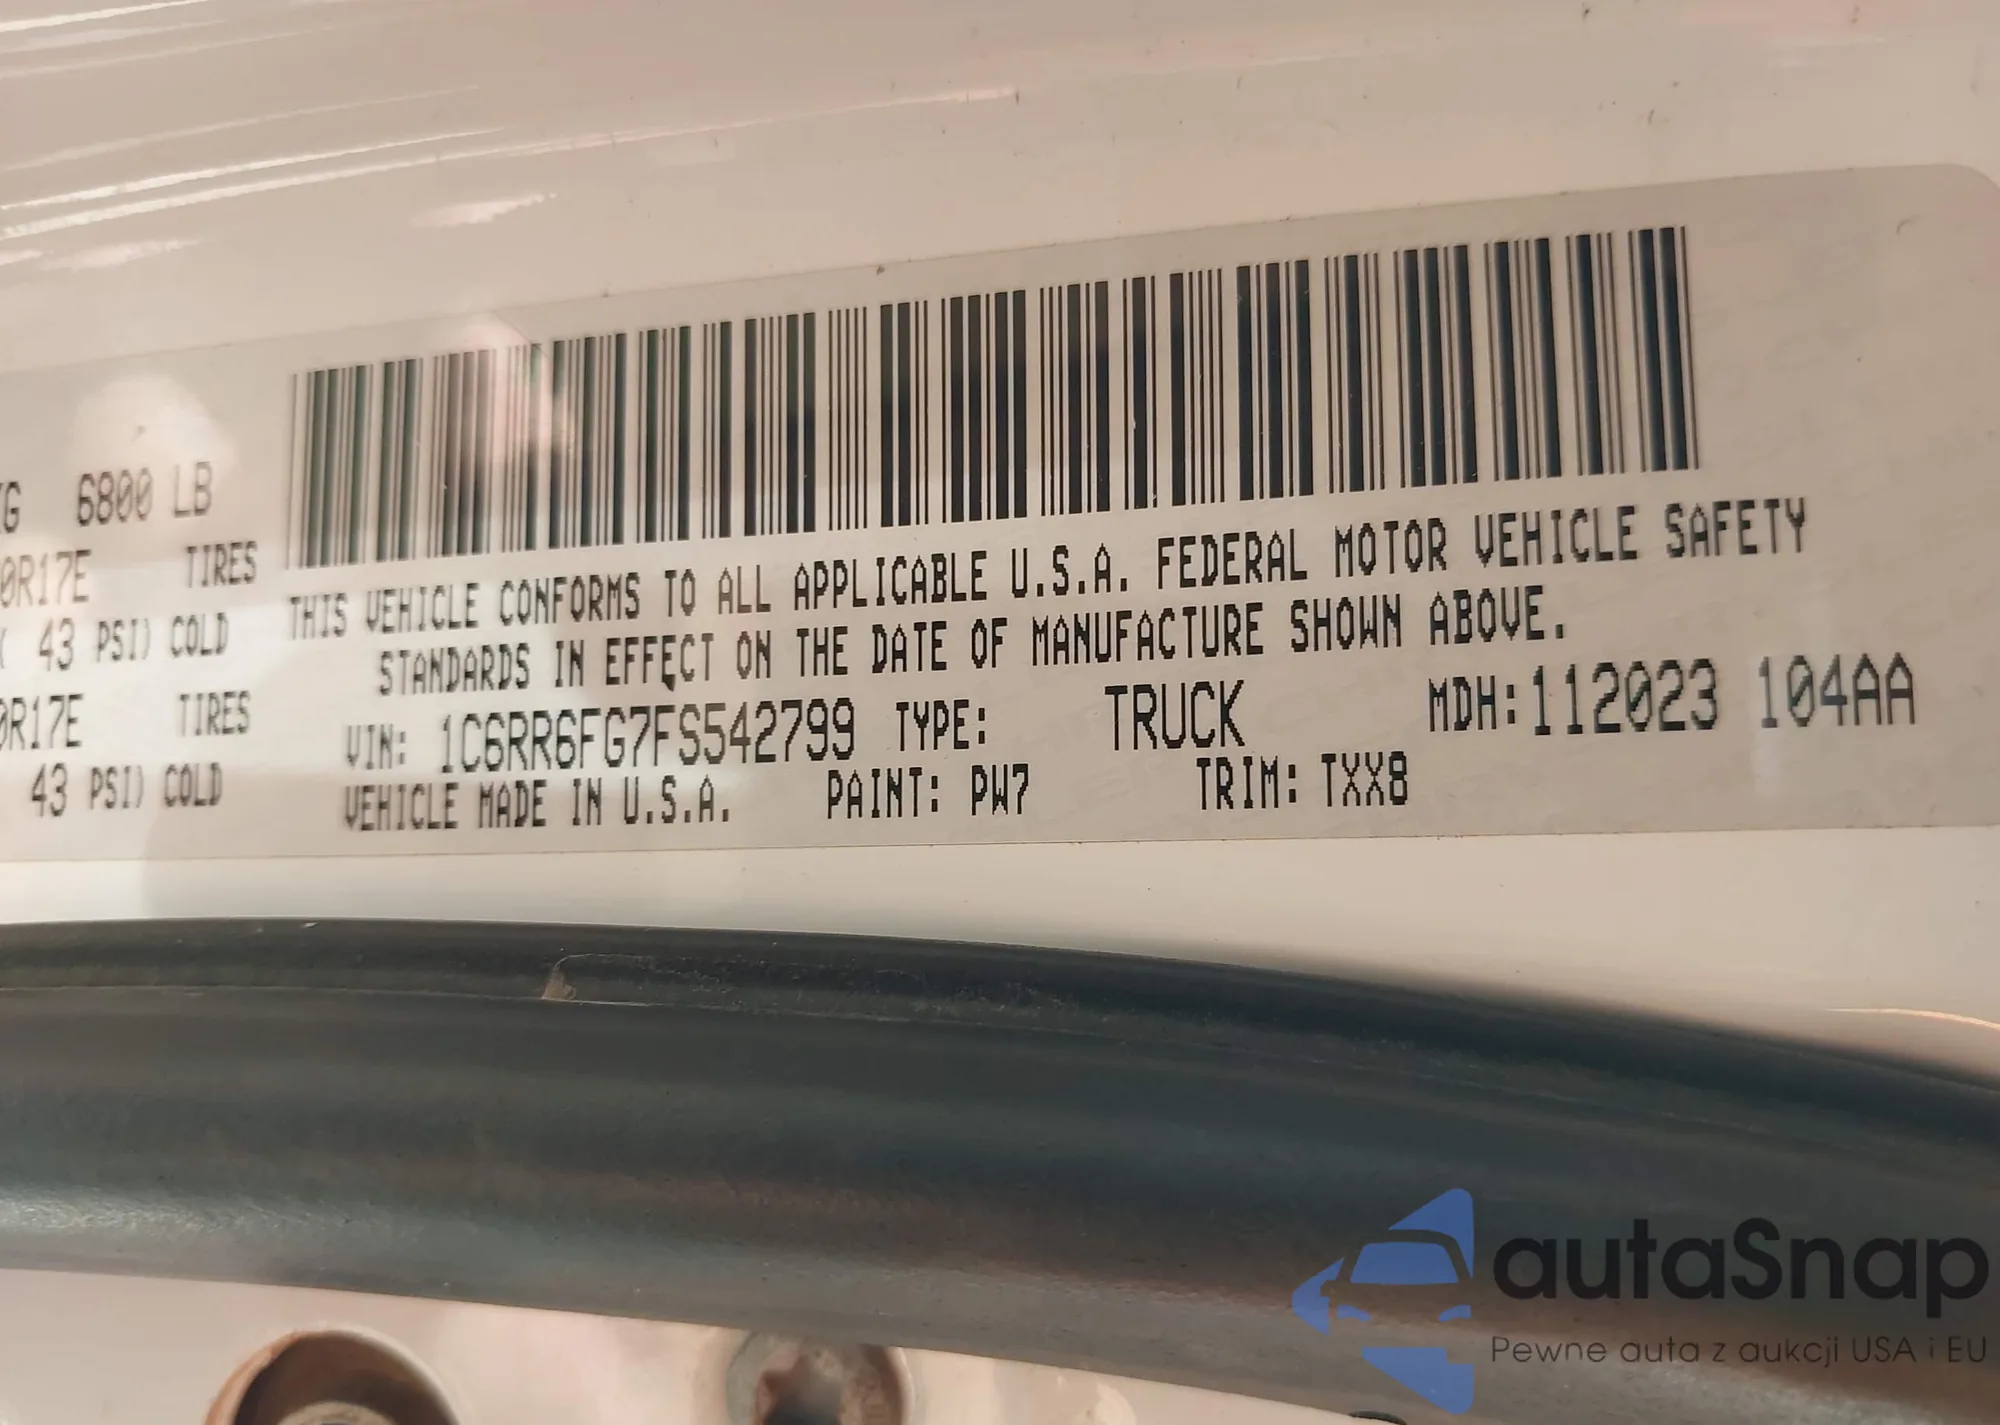 KG 6800 LB
0R17E TIRES
43 PSI) COLD
0R17E TIRES
43 PSI) COLD
THIS VEHICLE CONFORMS TO ALL APPLICABLE U.S.A. FEDERAL MOTOR VEHICLE SAFETY
STANDARDS IN EFFECT ON THE DATE OF MANUFACTURE SHOWN ABOVE.
VIN: 1C6RR6FG7FS542799 TYPE: TRUCK MDH:112023 104AA
VEHICLE MADE IN U.S.A. PAINT: PW7 TRIM: TXX8
autaSnap
Pewne auta z aukcji USA i EU